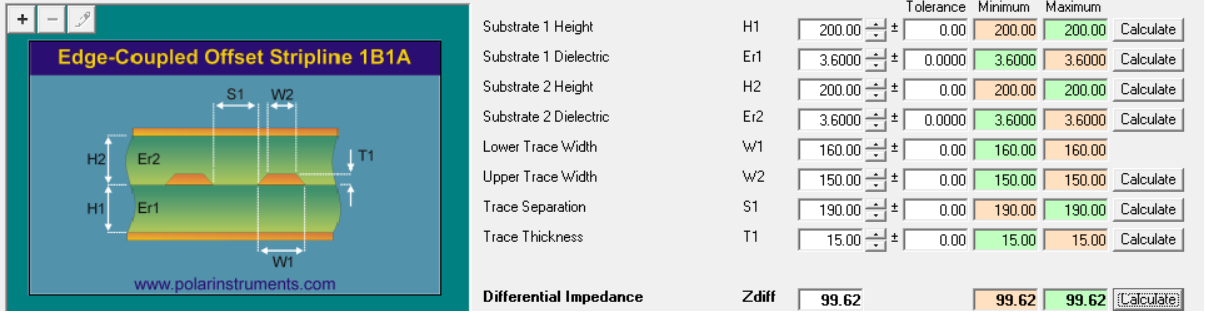 + −
Edge-Coupled Offset Stripline 1B1A
S1 W2
H2 Er2 T1
H1 Er1
W1
www.polarinstruments.com
Tolerance Minimum Maximum
Substrate 1 Height H1 200.00 ± 0.00 200.00 200.00 Calculate
Substrate 1 Dielectric Er1 3.6000 ± 0.0000 3.6000 3.6000 Calculate
Substrate 2 Height H2 200.00 ± 0.00 200.00 200.00 Calculate
Substrate 2 Dielectric Er2 3.6000 ± 0.0000 3.6000 3.6000 Calculate
Lower Trace Width W1 160.00 ± 0.00 160.00 160.00
Upper Trace Width W2 150.00 ± 0.00 150.00 150.00 Calculate
Trace Separation S1 190.00 ± 0.00 190.00 190.00 Calculate
Trace Thickness T1 15.00 ± 0.00 15.00 15.00 Calculate
Differential Impedance Zdiff 99.62 99.62 99.62 Calculate